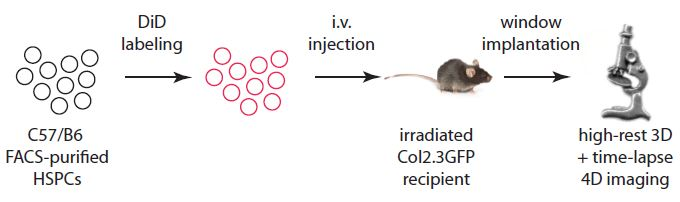 DiD
labeling
i.v.
injection
window
implantation
C57/B6
FACS-purified
HSPCs
irradiated
Col2.3GFP
recipient
high-rest 3D
+ time-lapse
4D imaging